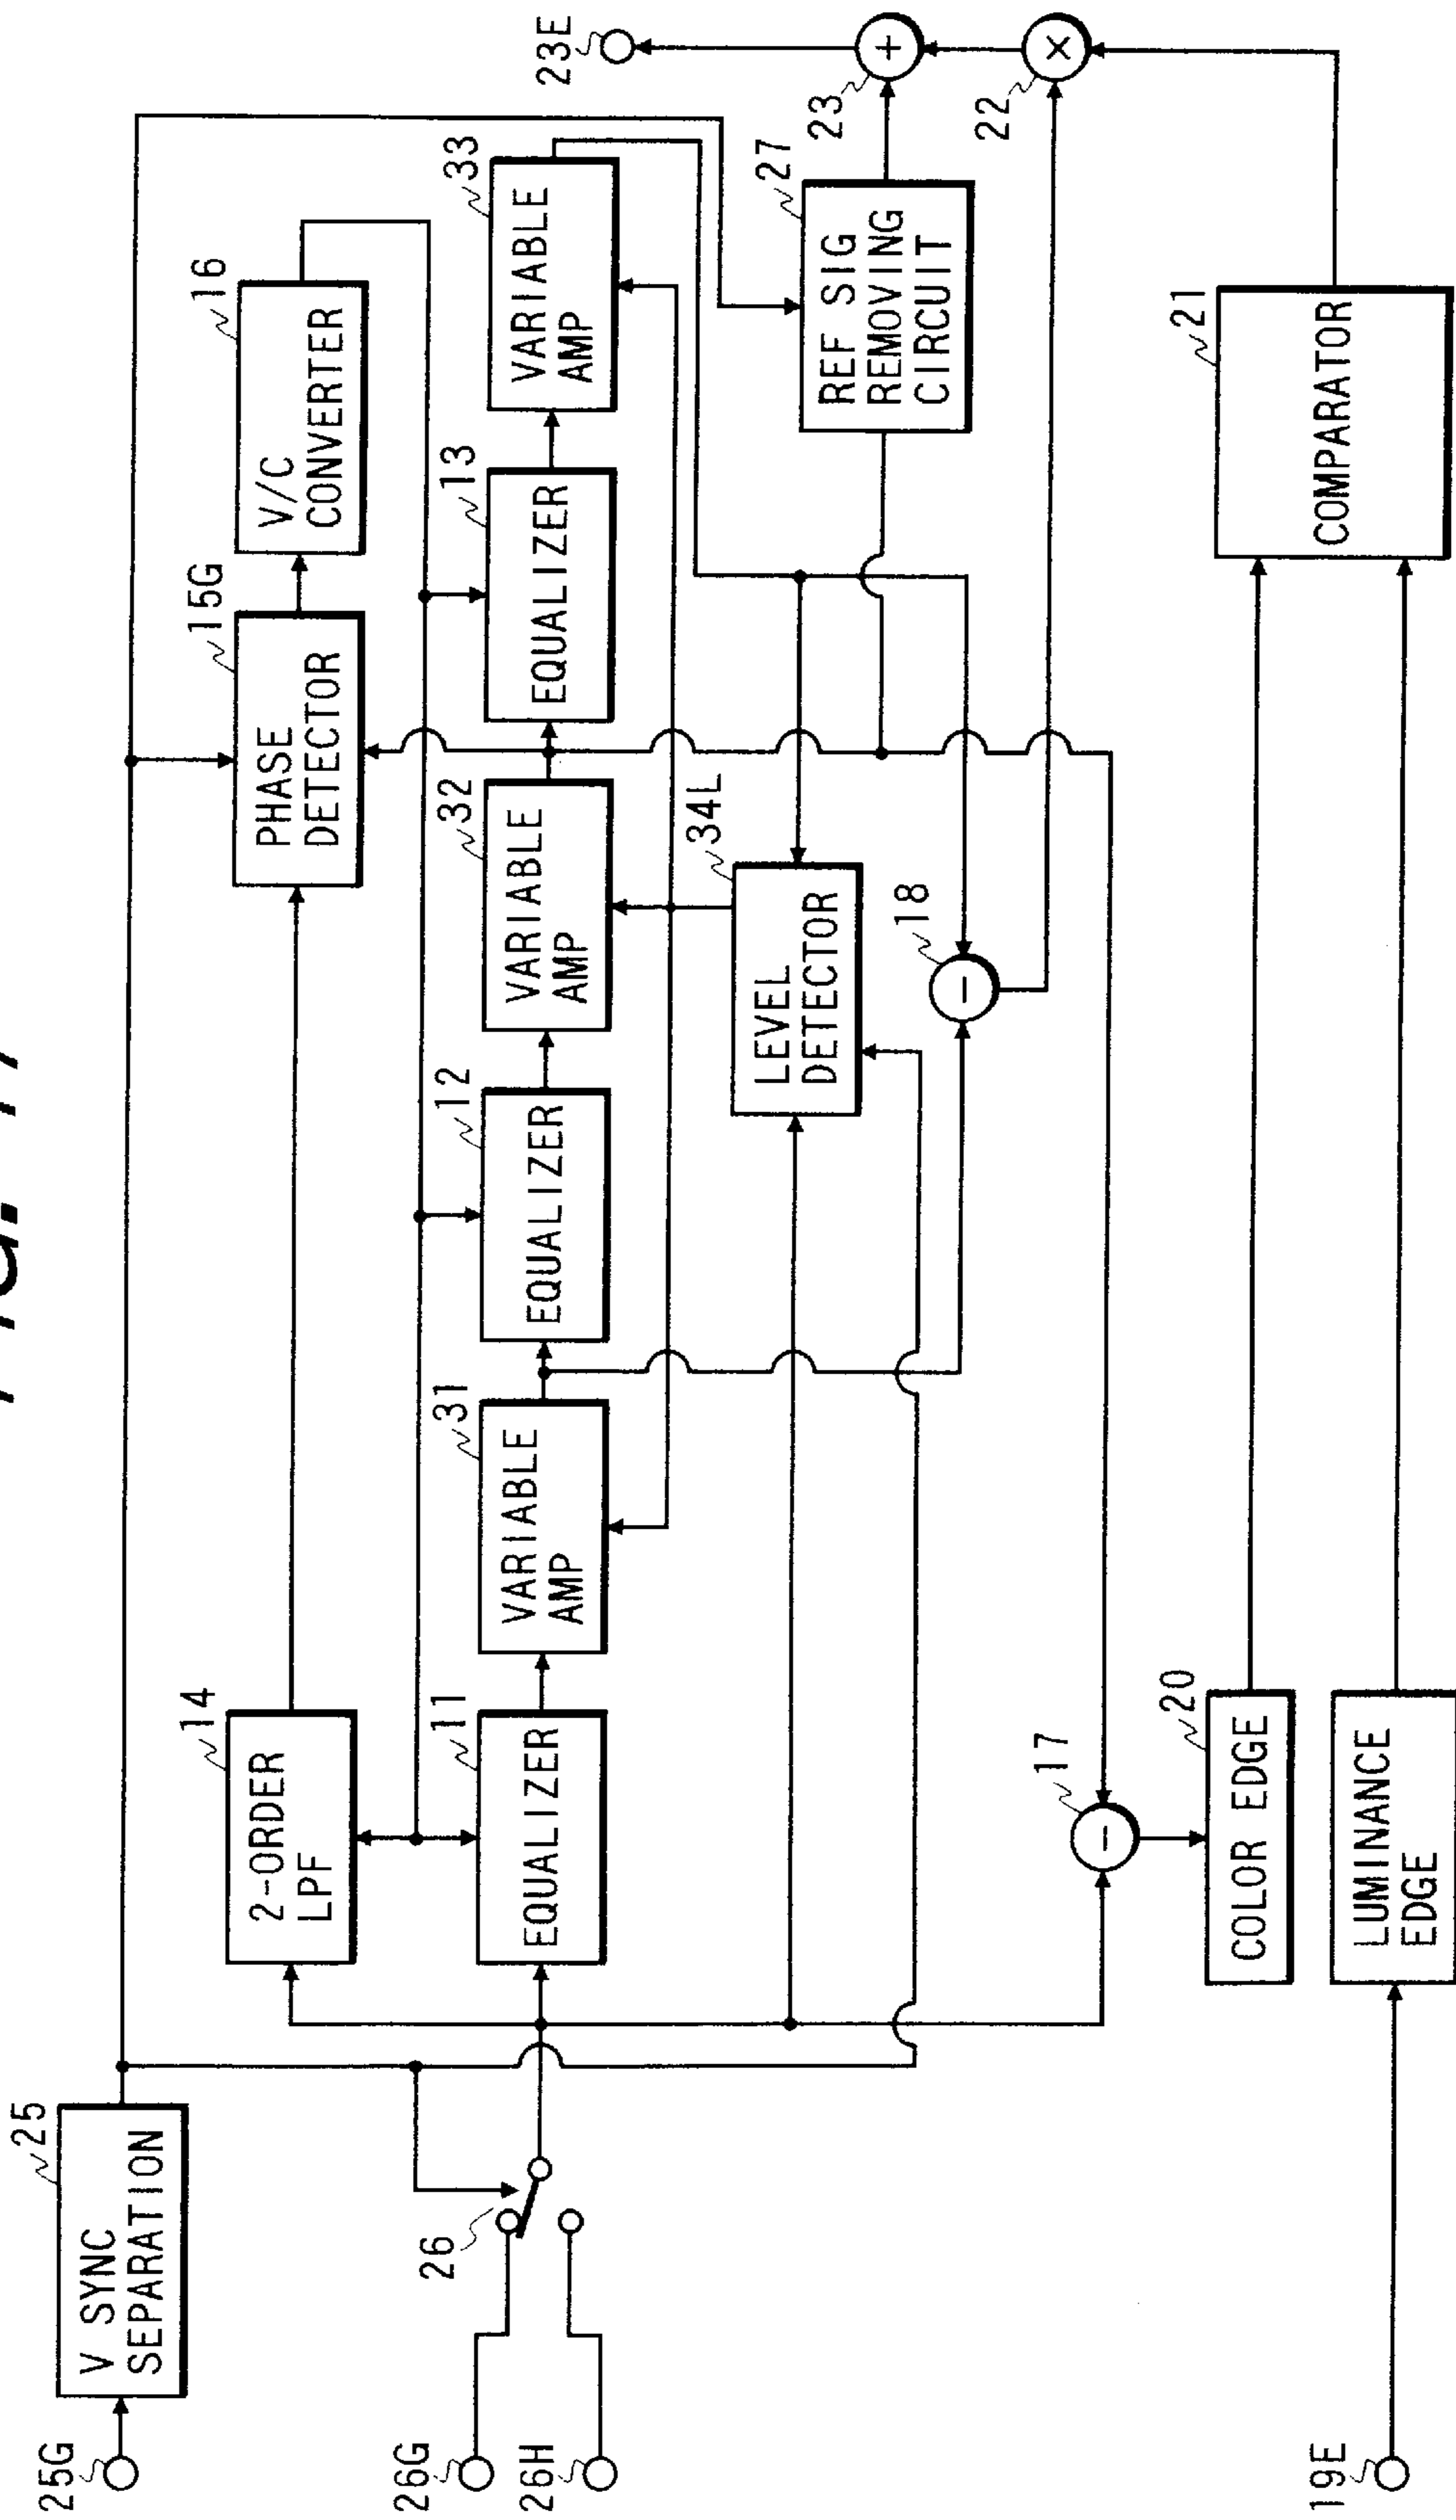 25G
25
V SYNC
SEPARATION
26G
26H
26
14
2-ORDER
LPF
15G
PHASE
DETECTOR
16
V/C
CONVERTER
11
EQUALIZER
31
VARIABLE
AMP
12
EQUALIZER
32
VARIABLE
AMP
13
EQUALIZER
33
VARIABLE
AMP
34L
LEVEL
DETECTOR
27
REF SIG
REMOVING
CIRCUIT
18
-
17
-
23E
23
+
22
×
20
COLOR EDGE
19E
LUMINANCE
EDGE
21
COMPARATOR